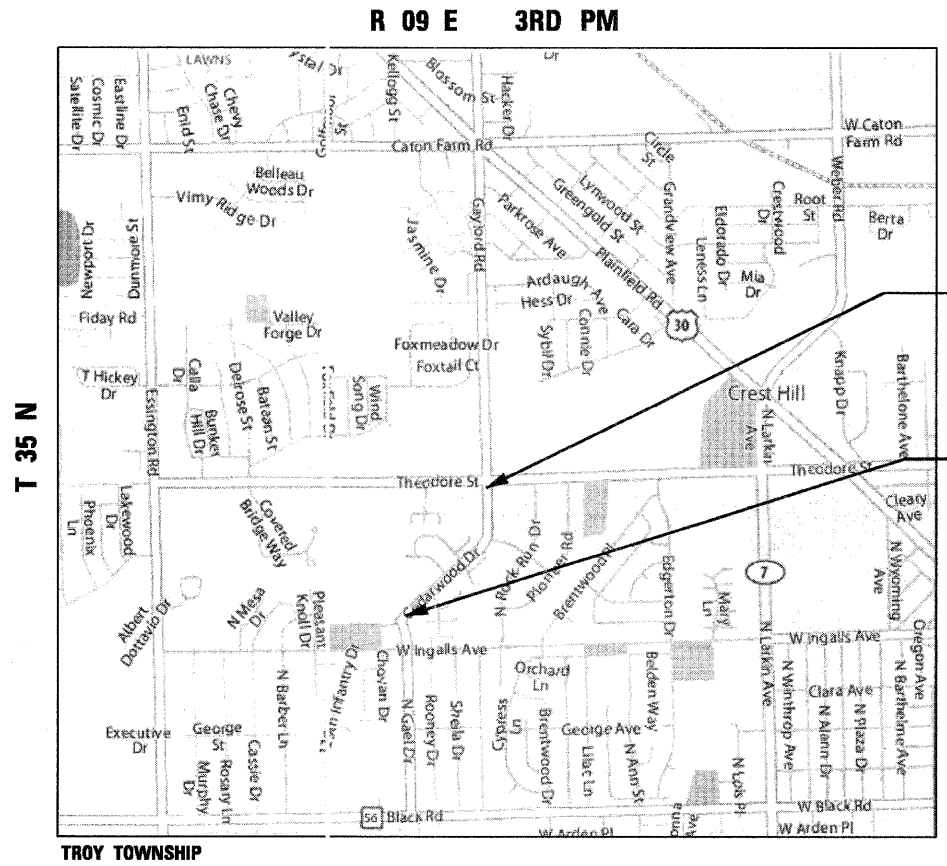 R 09 E 3RD PM
T 35 N
LAWNS
Satellite Dr
Cosmic Dr
Eastline Dr
Enid St
Chevy Chase Dr
Kellogg St
Blossom St
Hacker Dr
Dr
Caton Farm Rd
W Caton Farm Rd
Circle St
Weber Rd
Belleau Woods Dr
Vimy Ridge Dr
Newport Dr
Dunmore St
Jasmine Dr
Gaylord Rd
Parkrose Ave
Greengold St
Lynwood St
Grandview Ave
Plainfield Rd
Eldorado Dr
Leness Ln
Crestwood Dr
Root St
Berta Dr
Mia Dr
Ardaugh Ave
Hess Dr
Cara Dr
Connie Dr
Sybil Dr
30
Fiday Rd
Valley Forge Dr
Foxmeadow Dr
Foxtail Ct
T Hickey Dr
Calla Dr
Delrose St
Bataan St
Bunker Hill Dr
Wind Song Dr
Essington Rd
Crest Hill
Knapp Dr
Barthelone Ave
N Larkin Ave
Theodore St
Theodore St
Cleary Ave
Phoenix Ln
Lakewood Dr
Covered Bridge Way
N Rock Run Dr
Pioneer Rd
Brentwood Pl
Edgerton Dr
7
N Wyoming Ave
Albert Dottavio Dr
N Mesa Dr
Pleasant Knoll Dr
Mary Ln
W Ingalls Ave
W Ingalls Ave
Oregon Ave
Infantry Dr
Chovan Dr
N Barber Ln
N Gael Dr
Rooney Dr
Sheila Dr
Cypress Ln
Orchard Ln
Brentwood Dr
George Ave
Lilac Ln
N Ann St
Belden Way
N Larkin Ave
N Winthrop Ave
Clara Ave
N Alann Dr
N Plaza Dr
N Barthelme Ave
Executive Dr
George St
Murphy Dr
Rosary Ln
Cassie Dr
N Lois Pl
56
Black Rd
W Black Rd
W Arden Pl
W Arden Pl
TROY TOWNSHIP